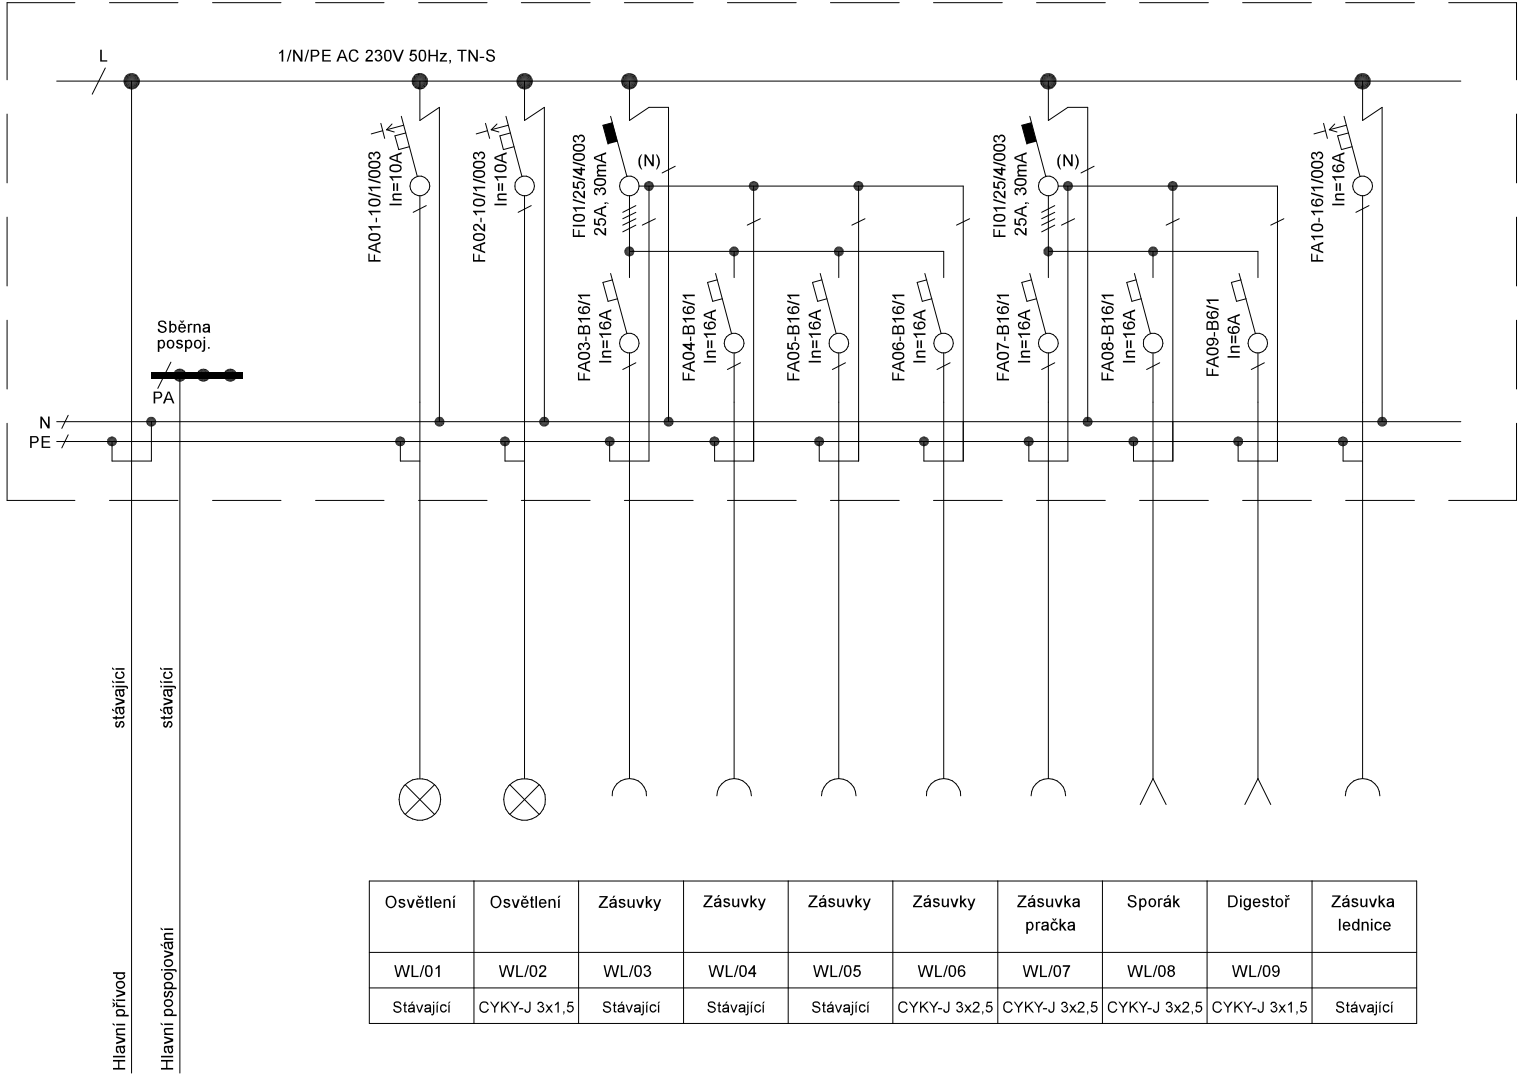 L
1/N/PE AC 230V 50Hz, TN-S
FA01-10/1/003
In=10A
FA02-10/1/003
In=10A
FI01/25/4/003
25A, 30mA
(N)
FI01/25/4/003
25A, 30mA
(N)
FA10-16/1/003
In=16A
FA03-B16/1
In=16A
FA04-B16/1
In=16A
FA05-B16/1
In=16A
FA06-B16/1
In=16A
FA07-B16/1
In=16A
FA08-B16/1
In=16A
FA09-B6/1
In=6A
Sběrna
pospoj.
PA
N
PE
stávající
stávající
Hlavní přívod
Hlavní pospojování
Osvětlení
Osvětlení
Zásuvky
Zásuvky
Zásuvky
Zásuvky
Zásuvka
pračka
Sporák
Digestoř
Zásuvka
lednice
WL/01
WL/02
WL/03
WL/04
WL/05
WL/06
WL/07
WL/08
WL/09
Stávající
CYKY-J 3x1,5
Stávající
Stávající
Stávající
CYKY-J 3x2,5
CYKY-J 3x2,5
CYKY-J 3x2,5
CYKY-J 3x1,5
Stávající